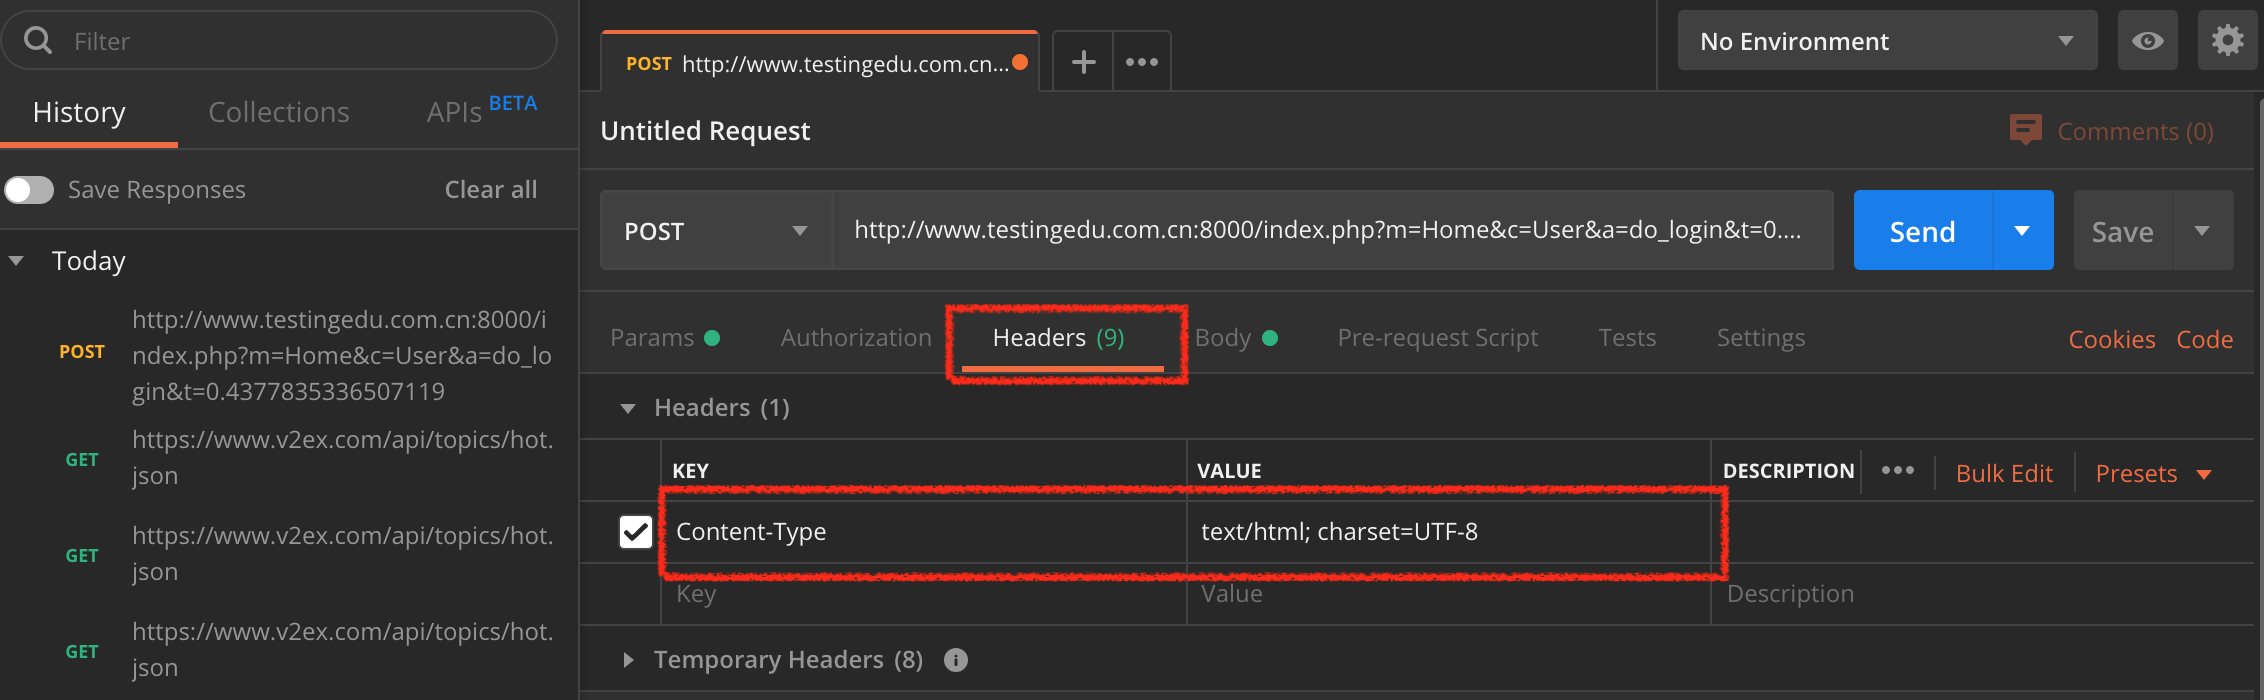 Filter
History Collections APIs BETA
Save Responses Clear all
Today
POST http://www.testingedu.com.cn:8000/i
ndex.php?m=Home&c=User&a=do_lo
gin&t=0.4377835336507119
GET https://www.v2ex.com/api/topics/hot.
json
GET https://www.v2ex.com/api/topics/hot.
json
GET https://www.v2ex.com/api/topics/hot.
json
POST http://www.testingedu.com.cn...
No Environment
Untitled Request
Comments (0)
POST http://www.testingedu.com.cn:8000/index.php?m=Home&c=User&a=do_login&t=0....
Send Save
Params Authorization Headers (9) Body Pre-request Script Tests Settings Cookies Code
Headers (1)
KEY VALUE DESCRIPTION Bulk Edit Presets
Content-Type text/html; charset=UTF-8
Key Value Description
Temporary Headers (8)